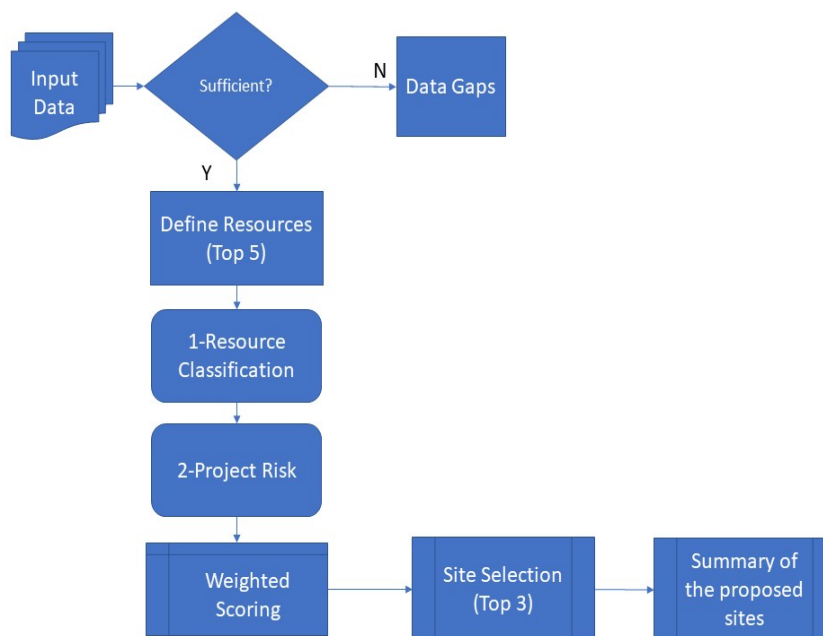 Input
Data
Sufficient?
N
Data Gaps
Y
Define Resources
(Top 5)
1-Resource
Classification
2-Project Risk
Weighted
Scoring
Site Selection
(Top 3)
Summary of
the proposed
sites